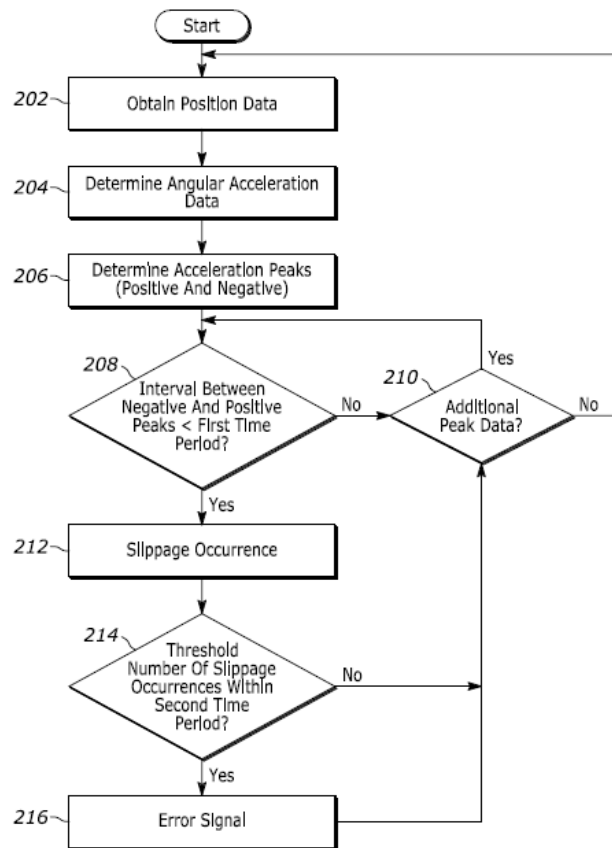 Start
202
Obtain Position Data
204
Determine Angular Acceleration
Data
206
Determine Acceleration Peaks
(Positive And Negative)
208
Interval Between
Negative And Positive
Peaks < First Time
Period?
No
Yes
210
Additional
Peak Data?
Yes
No
212
Slippage Occurrence
214
Threshold
Number Of Slippage
Occurrences Within
Second Time
Period?
No
Yes
216
Error Signal